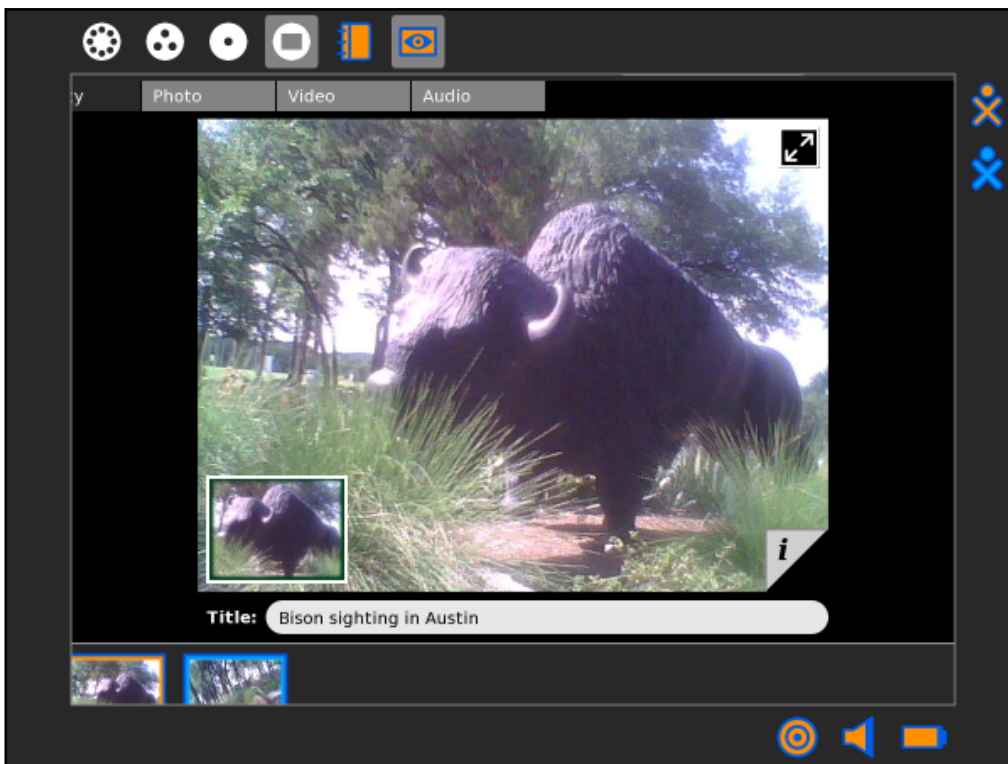 y
Photo
Video
Audio
i
Title:
Bison sighting in Austin